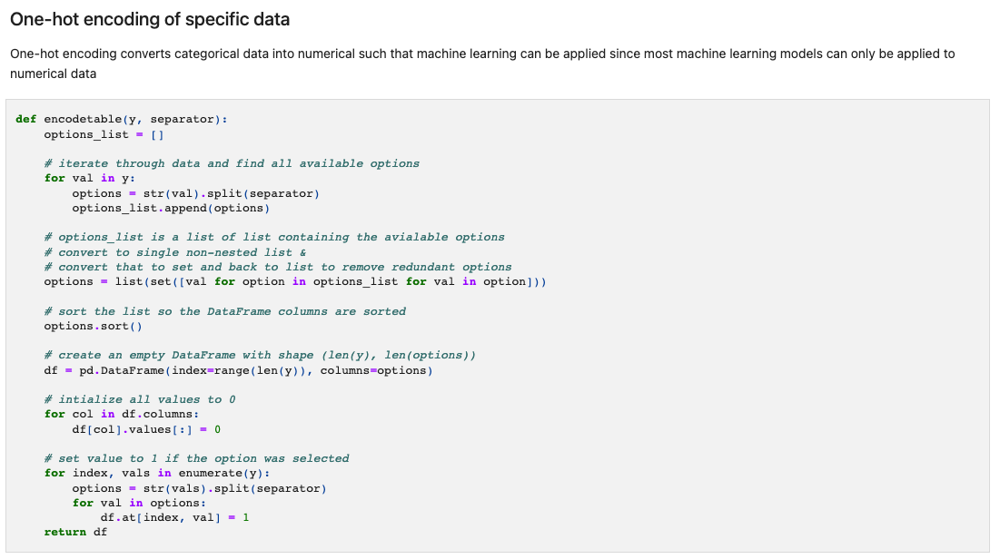 One-hot encoding of specific data
One-hot encoding converts categorical data into numerical such that machine learning can be applied since most machine learning models can only be applied to
numerical data
def encodetable(y, separator):
    options_list = []

    # iterate through data and find all available options
    for val in y:
        options = str(val).split(separator)
        options_list.append(options)

    # options_list is a list of list containing the avialable options
    # convert to single non-nested list &
    # convert that to set and back to list to remove redundant options
    options = list(set([val for option in options_list for val in option]))

    # sort the list so the DataFrame columns are sorted
    options.sort()

    # create an empty DataFrame with shape (len(y), len(options))
    df = pd.DataFrame(index=range(len(y)), columns=options)

    # intialize all values to 0
    for col in df.columns:
        df[col].values[:] = 0

    # set value to 1 if the option was selected
    for index, vals in enumerate(y):
        options = str(vals).split(separator)
        for val in options:
            df.at[index, val] = 1
    return df